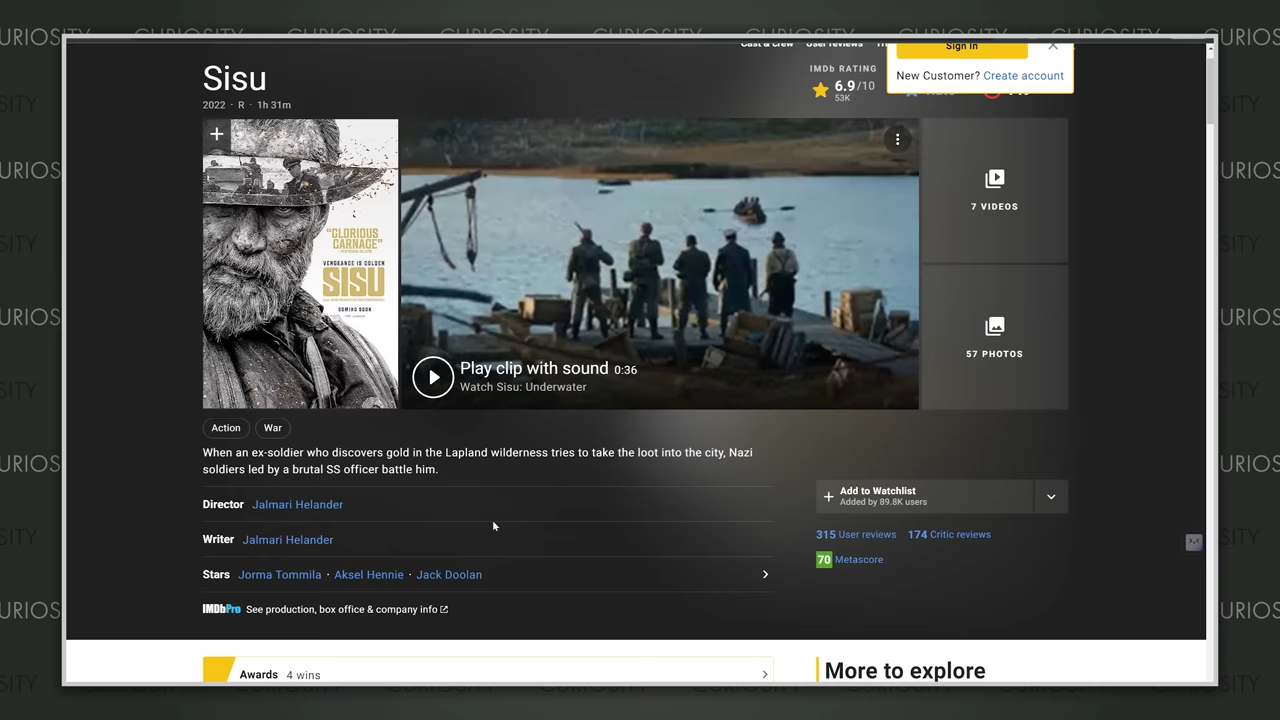 CURIOSITY CURIOSITY CURIOSITY CURIOSITY
Cast & crew User reviews
Sign In
New Customer? Create account
Sisu
2022 · R · 1h 31m
IMDb RATING
6.9/10
53K
"GLORIOUS
CARNAGE"
VENGEANCE IS GOLDEN
SISU
COMING SOON
Play clip with sound 0:36
Watch Sisu: Underwater
7 VIDEOS
57 PHOTOS
Action War
When an ex-soldier who discovers gold in the Lapland wilderness tries to take the loot into the city, Nazi
soldiers led by a brutal SS officer battle him.
Director Jalmari Helander
Writer Jalmari Helander
Stars Jorma Tommila · Aksel Hennie · Jack Doolan
IMDbPro See production, box office & company info
+ Add to Watchlist
Added by 89.8K users
315 User reviews 174 Critic reviews
70 Metascore
Awards 4 wins
More to explore